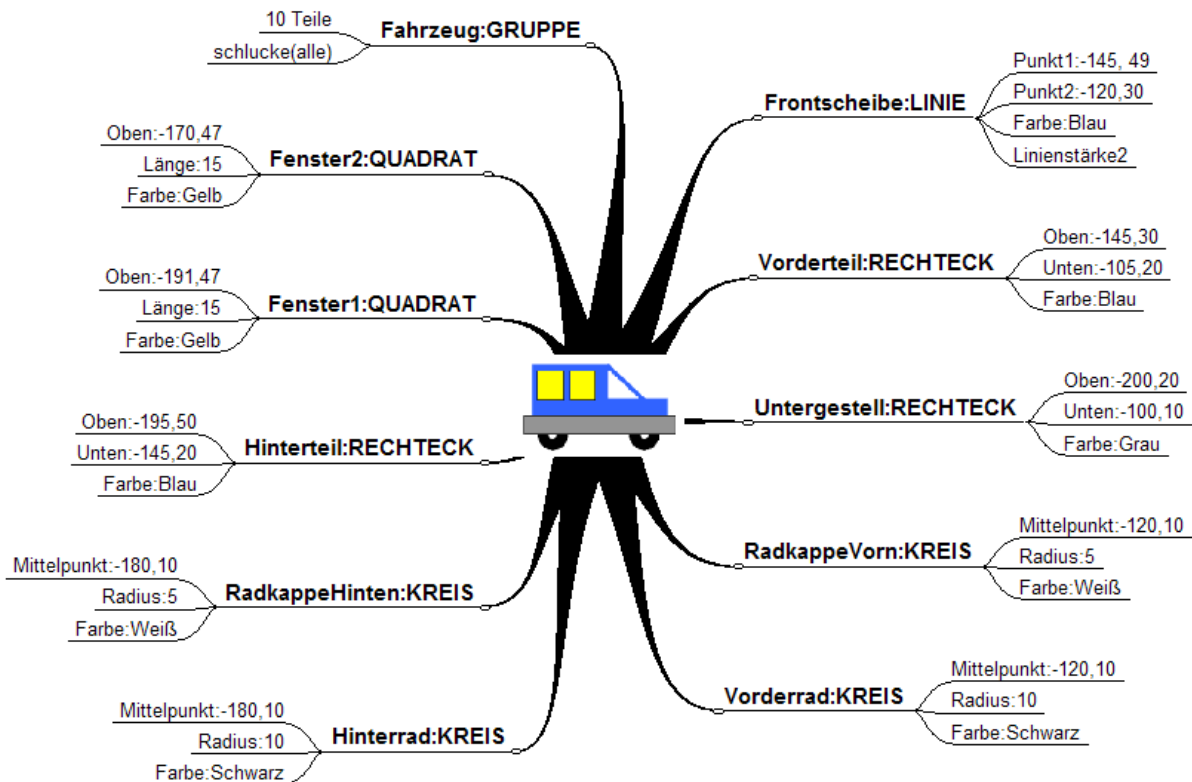 10 Teile
schlucke(alle)
Fahrzeug:GRUPPE
Punkt1:-145, 49
Punkt2:-120,30
Farbe:Blau
Linienstärke2
Frontscheibe:LINIE
Oben:-170,47
Länge:15
Farbe:Gelb
Fenster2:QUADRAT
Oben:-145,30
Unten:-105,20
Farbe:Blau
Vorderteil:RECHTECK
Oben:-191,47
Länge:15
Farbe:Gelb
Fenster1:QUADRAT
Oben:-200,20
Unten:-100,10
Farbe:Grau
Untergestell:RECHTECK
Oben:-195,50
Unten:-145,20
Farbe:Blau
Hinterteil:RECHTECK
Mittelpunkt:-120,10
Radius:5
Farbe:Weiß
RadkappeVorn:KREIS
Mittelpunkt:-180,10
Radius:5
Farbe:Weiß
RadkappeHinten:KREIS
Mittelpunkt:-120,10
Radius:10
Farbe:Schwarz
Vorderrad:KREIS
Mittelpunkt:-180,10
Radius:10
Farbe:Schwarz
Hinterrad:KREIS